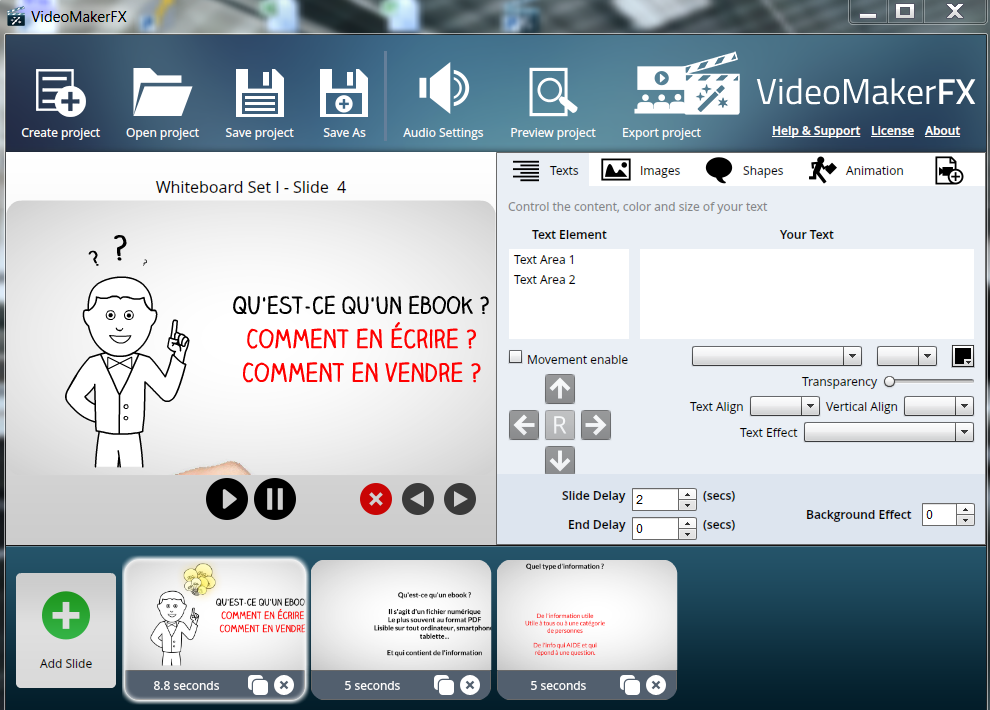 VideoMakerFX
Create project
Open project
Save project
Save As
Audio Settings
Preview project
Export project
VideoMakerFX
Help & Support
License
About
Whiteboard Set I - Slide 4
? ? ?
QU'EST-CE QU'UN EBOOK ?
COMMENT EN ÉCRIRE ?
COMMENT EN VENDRE ?
Texts
Images
Shapes
Animation
Control the content, color and size of your text
Text Element
Your Text
Text Area 1
Text Area 2
Movement enable
R
Transparency
Text Align
Vertical Align
Text Effect
Slide Delay 2 (secs)
End Delay 0 (secs)
Background Effect 0
Add Slide
QU'EST-CE QU'UN EBOO
COMMENT EN ÉCRIRE
COMMENT EN VENDRE
8.8 seconds
Qu'est-ce qu'un ebook ?
Il s'agit d'un fichier numérique
Le plus souvent au format PDF
Lisible sur tout ordinateur, smartphone
tablette...
Et qui contient de l'information
5 seconds
Quel type d'information ?
De l'information utile
Utile à tous ou à une catégorie
de personnes
De l'info qui AIDE et qui
répond à une question.
5 seconds